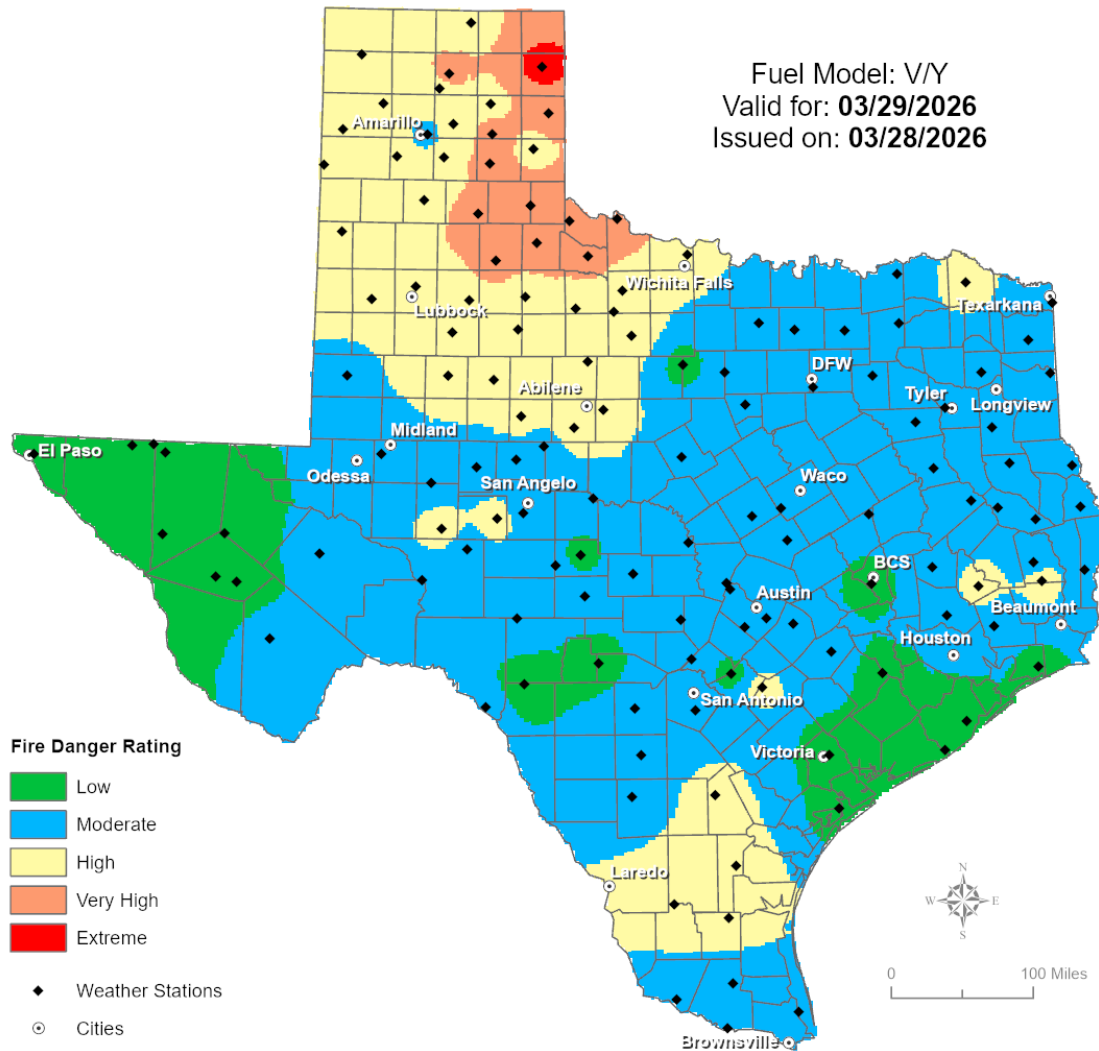 Fuel Model: V/Y
Valid for: 03/29/2026
Issued on: 03/28/2026
Amarillo
Wichita Falls
Lubbock
Texarkana
DFW
Abilene
Tyler
Longview
Midland
El Paso
Odessa
San Angelo
Waco
BCS
Austin
Beaumont
Houston
San Antonio
Victoria
Laredo
Brownsville
Fire Danger Rating
Low
Moderate
High
Very High
Extreme
Weather Stations
Cities
N
W E
S
0 100 Miles